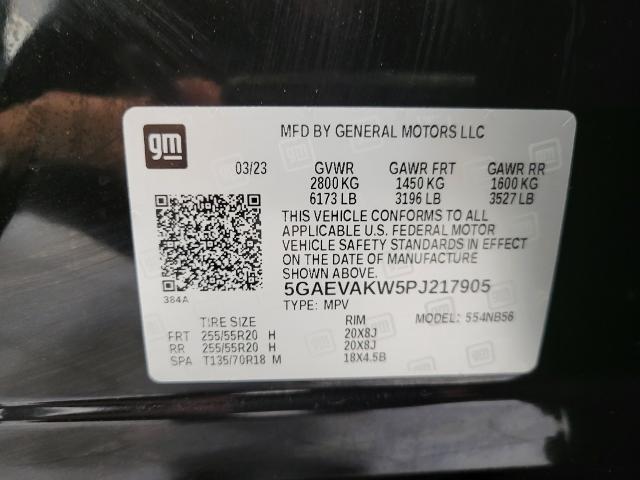 gm
MFD BY GENERAL MOTORS LLC
03/23 GVWR GAWR FRT GAWR RR
2800 KG 1450 KG 1600 KG
6173 LB 3196 LB 3527 LB
THIS VEHICLE CONFORMS TO ALL
APPLICABLE U.S. FEDERAL MOTOR
VEHICLE SAFETY STANDARDS IN EFFECT
ON THE DATE OF MANUFACTURE
SHOWN ABOVE.
384A
5GAEVAKW5PJ217905
TYPE: MPV MODEL: 554NB56
TIRE SIZE RIM
FRT 255/55R20 H 20X8J
RR 255/55R20 H 20X8J
SPA T135/70R18 M 18X4.5B